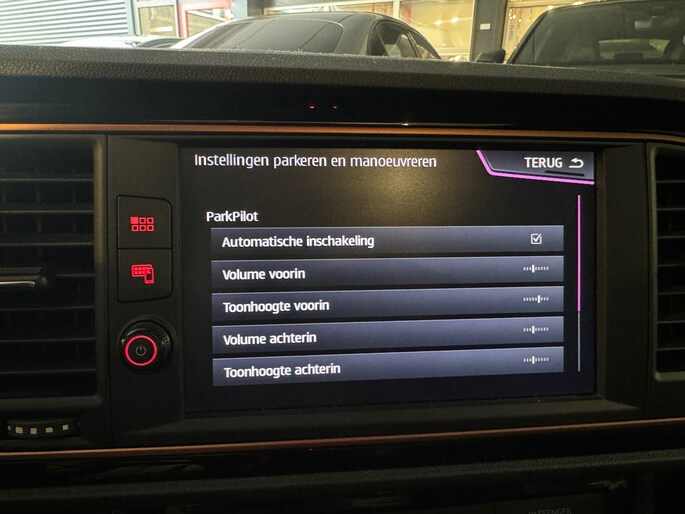 Instellingen parkeren en manoeuvreren
TERUG
ParkPilot
Automatische inschakeling
Volume voorin
Toonhoogte voorin
Volume achterin
Toonhoogte achterin